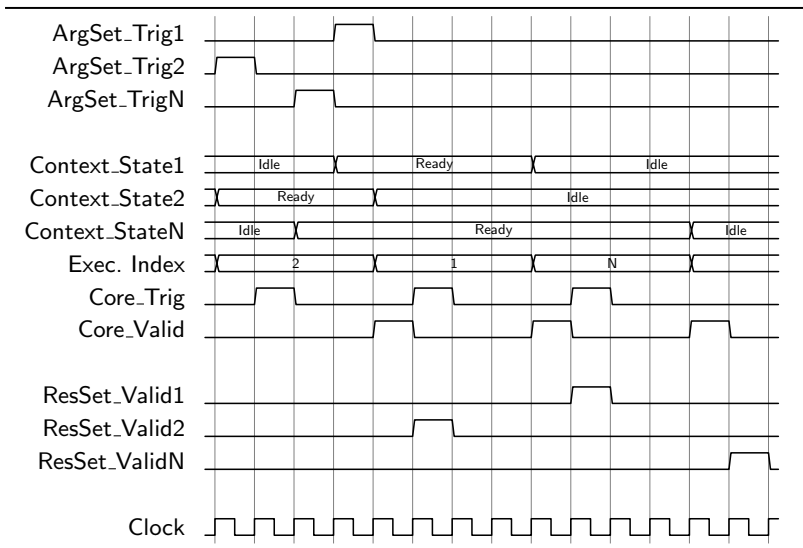 ArgSet_Trig1
ArgSet_Trig2
ArgSet_TrigN
Context_State1 Idle Ready Idle
Context_State2 Ready Idle
Context_StateN Idle Ready Idle
Exec. Index 2 1 N
Core_Trig
Core_Valid
ResSet_Valid1
ResSet_Valid2
ResSet_ValidN
Clock